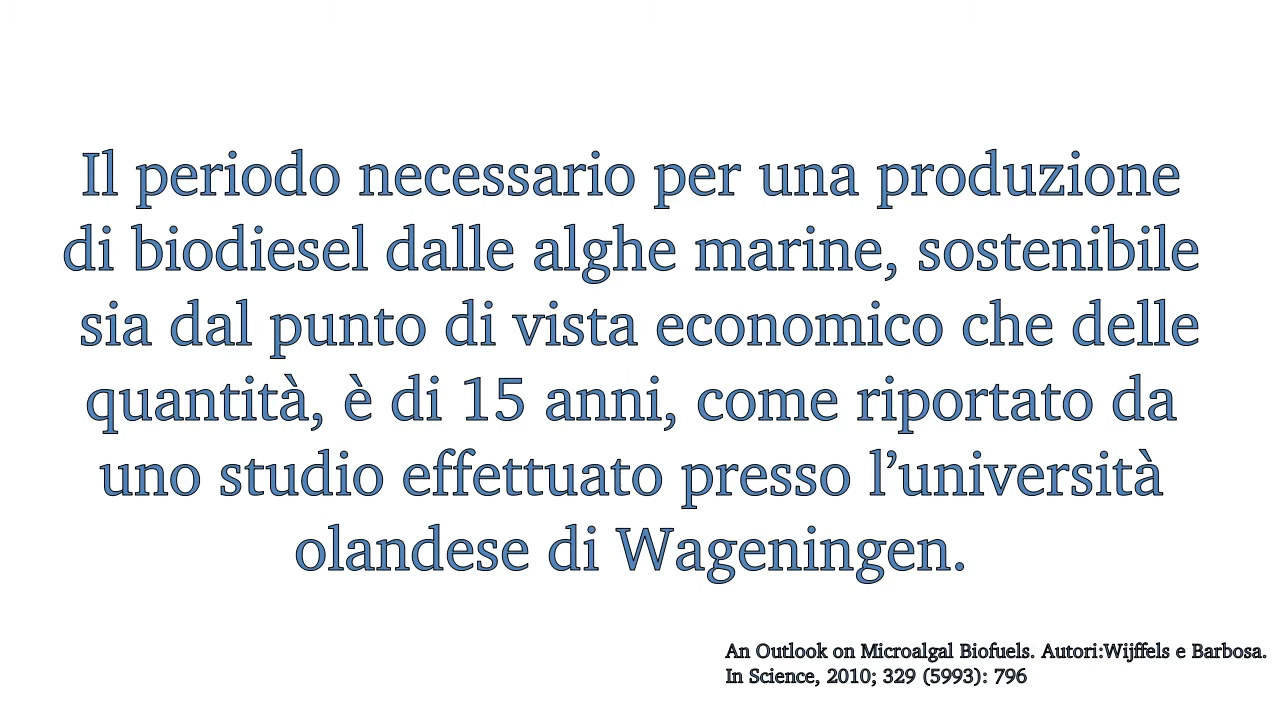 Il periodo necessario per una produzione
di biodiesel dalle alghe marine, sostenibile
sia dal punto di vista economico che delle
quantità, è di 15 anni, come riportato da
uno studio effettuato presso l’università
olandese di Wageningen.
An Outlook on Microalgal Biofuels. Autori:Wijffels e Barbosa.
In Science, 2010; 329 (5993): 796